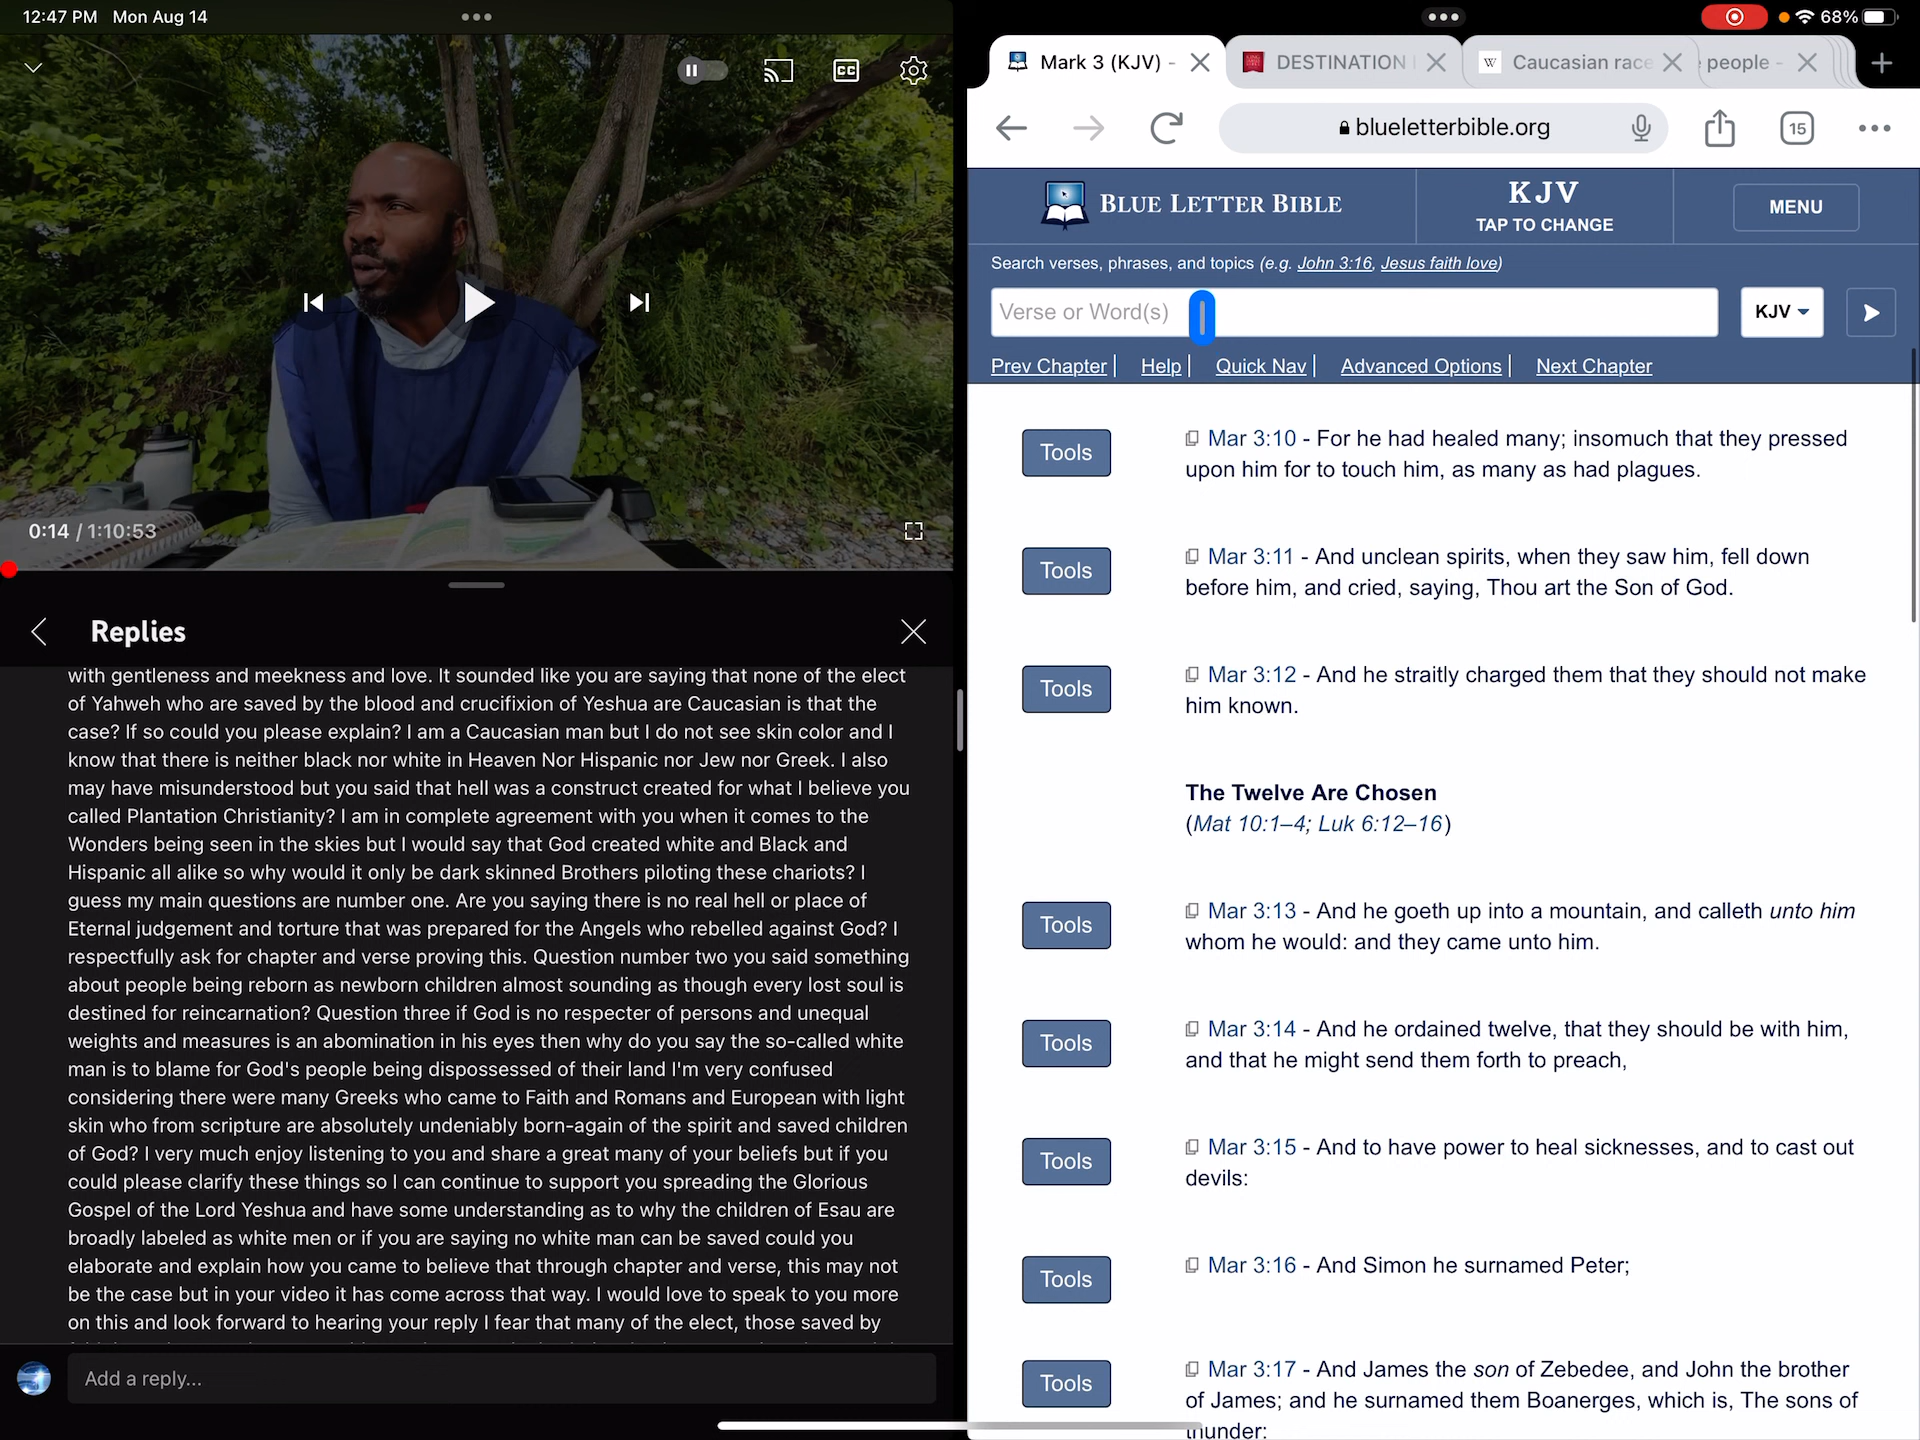 12:47 PM Mon Aug 14
68%
CC
0:14 / 1:10:53
Replies
with gentleness and meekness and love. It sounded like you are saying that none of the elect
of Yahweh who are saved by the blood and crucifixion of Yeshua are Caucasian is that the
case? If so could you please explain? I am a Caucasian man but I do not see skin color and I
know that there is neither black nor white in Heaven Nor Hispanic nor Jew nor Greek. I also
may have misunderstood but you said that hell was a construct created for what I believe you
called Plantation Christianity? I am in complete agreement with you when it comes to the
Wonders being seen in the skies but I would say that God created white and Black and
Hispanic all alike so why would it only be dark skinned Brothers piloting these chariots? I
guess my main questions are number one. Are you saying there is no real hell or place of
Eternal judgement and torture that was prepared for the Angels who rebelled against God? I
respectfully ask for chapter and verse proving this. Question number two you said something
about people being reborn as newborn children almost sounding as though every lost soul is
destined for reincarnation? Question three if God is no respecter of persons and unequal
weights and measures is an abomination in his eyes then why do you say the so-called white
man is to blame for God's people being dispossessed of their land I'm very confused
considering there were many Greeks who came to Faith and Romans and European with light
skin who from scripture are absolutely undeniably born-again of the spirit and saved children
of God? I very much enjoy listening to you and share a great many of your beliefs but if you
could please clarify these things so I can continue to support you spreading the Glorious
Gospel of the Lord Yeshua and have some understanding as to why the children of Esau are
broadly labeled as white men or if you are saying no white man can be saved could you
elaborate and explain how you came to believe that through chapter and verse, this may not
be the case but in your video it has come across that way. I would love to speak to you more
on this and look forward to hearing your reply I fear that many of the elect, those saved by
Add a reply...
Mark 3 (KJV) -
DESTINATION
W Caucasian race
people -
blueletterbible.org
15
BLUE LETTER BIBLE
KJV
TAP TO CHANGE
MENU
Search verses, phrases, and topics (e.g. John 3:16, Jesus faith love)
Verse or Word(s)
KJV
Prev Chapter | Help | Quick Nav | Advanced Options | Next Chapter
Tools
Mar 3:10 - For he had healed many; insomuch that they pressed
upon him for to touch him, as many as had plagues.
Tools
Mar 3:11 - And unclean spirits, when they saw him, fell down
before him, and cried, saying, Thou art the Son of God.
Tools
Mar 3:12 - And he straitly charged them that they should not make
him known.
The Twelve Are Chosen
(Mat 10:1–4; Luk 6:12–16)
Tools
Mar 3:13 - And he goeth up into a mountain, and calleth unto him
whom he would: and they came unto him.
Tools
Mar 3:14 - And he ordained twelve, that they should be with him,
and that he might send them forth to preach,
Tools
Mar 3:15 - And to have power to heal sicknesses, and to cast out
devils:
Tools
Mar 3:16 - And Simon he surnamed Peter;
Tools
Mar 3:17 - And James the son of Zebedee, and John the brother
of James; and he surnamed them Boanerges, which is, The sons of
thunder: